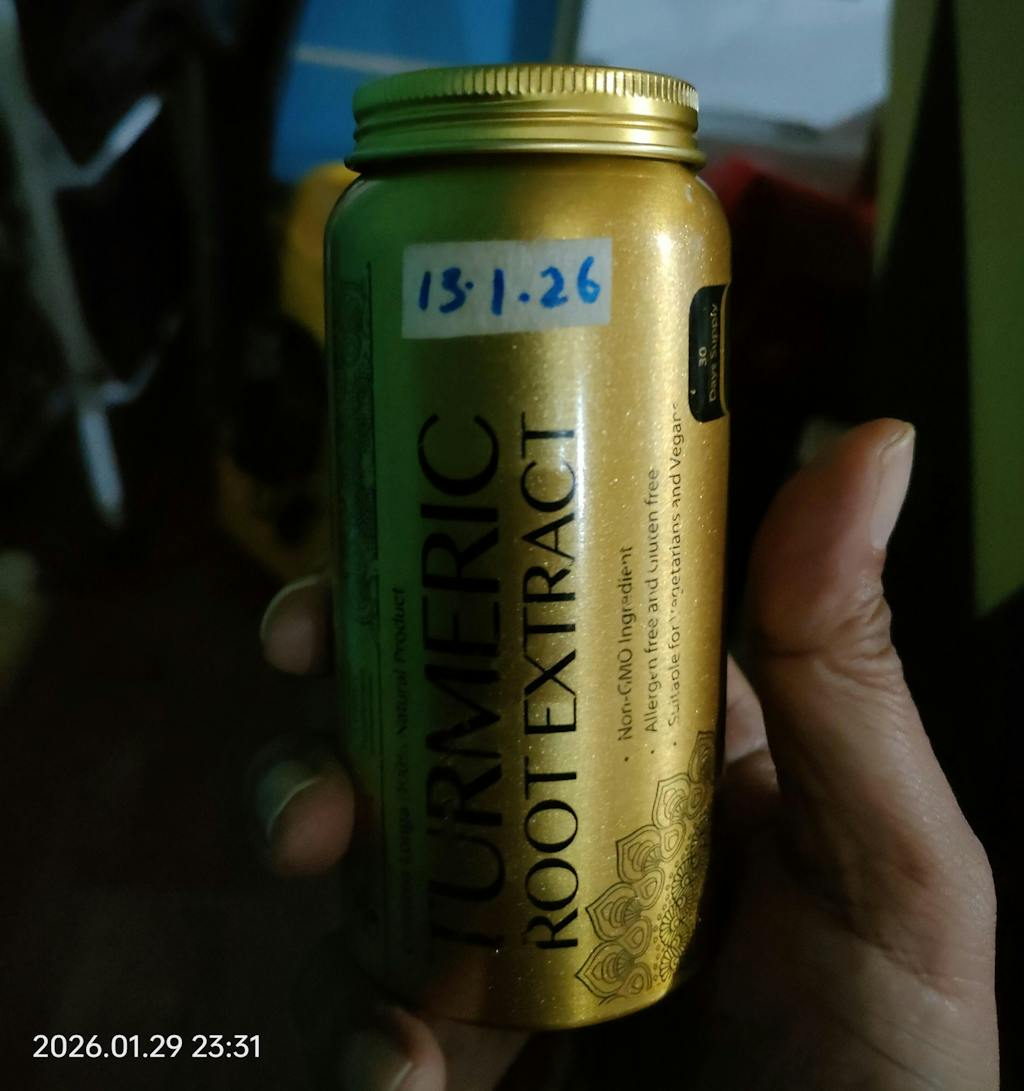 13.1.26
30
Days Supply
TURMERIC
ROOT EXTRACT
Natural Product
• Non-GMO Ingredient
• Allergen free and Gluten free
• Suitable for Vegetarians and Vegans
2026.01.29 23:31